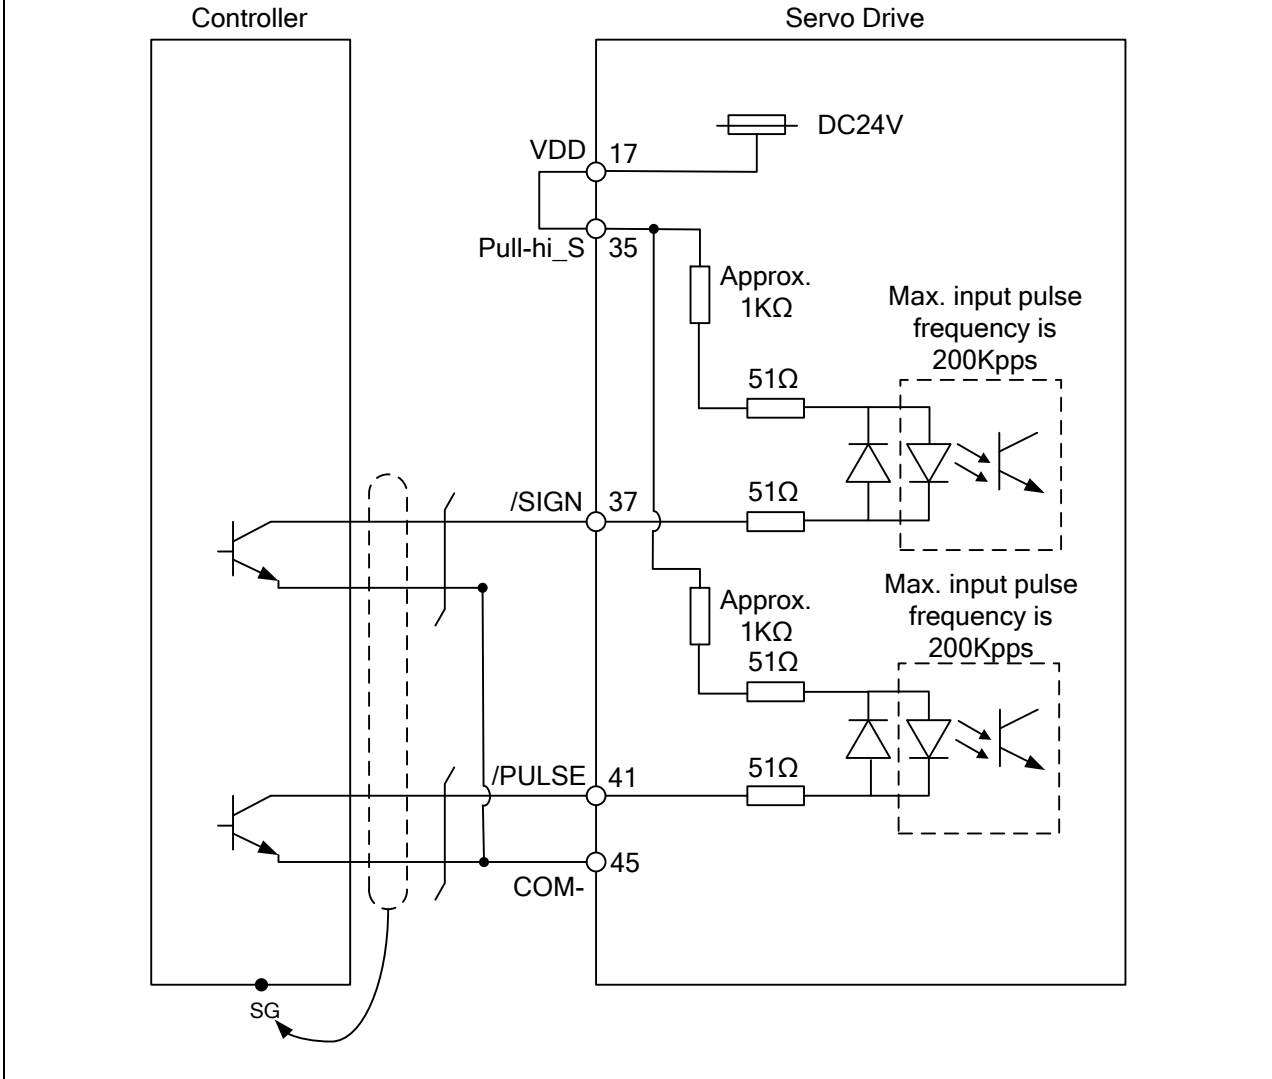 Controller
Servo Drive
DC24V
VDD
17
Pull-hi_S
35
Approx.
1KΩ
Max. input pulse
frequency is
200Kpps
51Ω
/SIGN
37
51Ω
Max. input pulse
frequency is
200Kpps
Approx.
1KΩ
51Ω
/PULSE
41
51Ω
45
COM-
SG